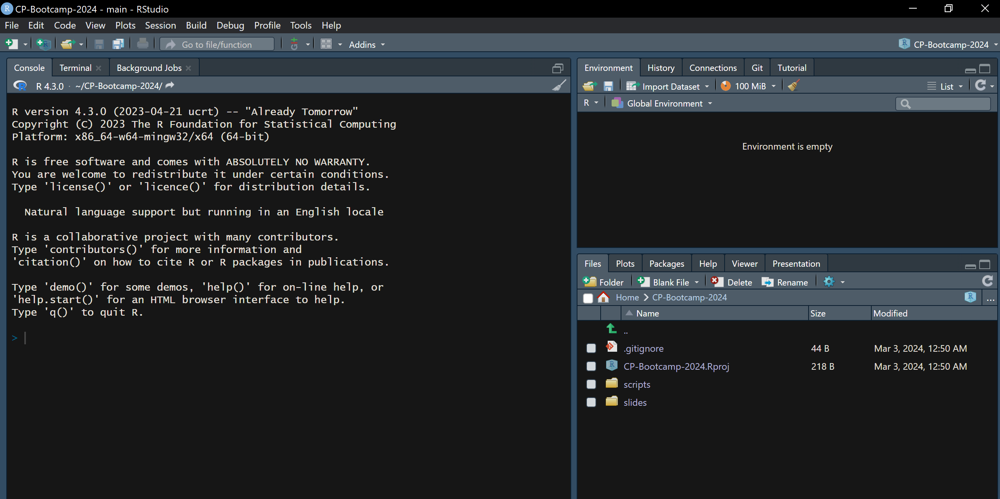 CP-Bootcamp-2024 - main - RStudio
File Edit Code View Plots Session Build Debug Profile Tools Help
Go to file/function Git Addins CP-Bootcamp-2024
Console Terminal Background Jobs
R 4.3.0 · ~/CP-Bootcamp-2024/
R version 4.3.0 (2023-04-21 ucrt) -- "Already Tomorrow"
Copyright (C) 2023 The R Foundation for Statistical Computing
Platform: x86_64-w64-mingw32/x64 (64-bit)
R is free software and comes with ABSOLUTELY NO WARRANTY.
You are welcome to redistribute it under certain conditions.
Type 'license()' or 'licence()' for distribution details.
Natural language support but running in an English locale
R is a collaborative project with many contributors.
Type 'contributors()' for more information and
'citation()' on how to cite R or R packages in publications.
Type 'demo()' for some demos, 'help()' for on-line help, or
'help.start()' for an HTML browser interface to help.
Type 'q()' to quit R.
>
Environment History Connections Git Tutorial
Import Dataset 100 MiB List
R Global Environment
Environment is empty
Files Plots Packages Help Viewer Presentation
Folder Blank File Delete Rename
Home CP-Bootcamp-2024 ...
Name Size Modified
..
.gitignore 44 B Mar 3, 2024, 12:50 AM
CP-Bootcamp-2024.Rproj 218 B Mar 3, 2024, 12:50 AM
scripts
slides